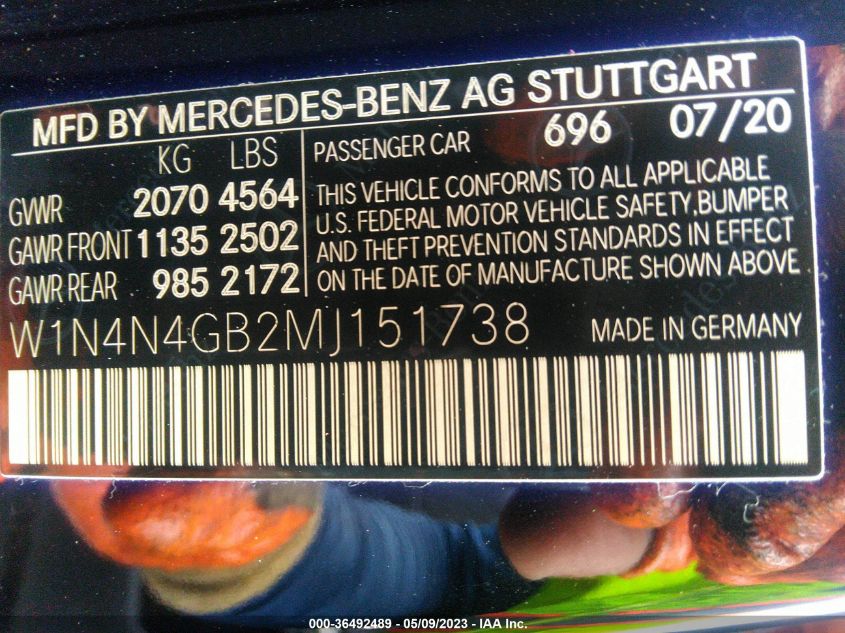 MFD BY MERCEDES-BENZ AG STUTTGART
KG LBS
GVWR 2070 4564
GAWR FRONT 1135 2502
GAWR REAR 985 2172
PASSENGER CAR 696 07/20
THIS VEHICLE CONFORMS TO ALL APPLICABLE
U.S. FEDERAL MOTOR VEHICLE SAFETY, BUMPER
AND THEFT PREVENTION STANDARDS IN EFFECT
ON THE DATE OF MANUFACTURE SHOWN ABOVE
W1N4N4GB2MJ151738 MADE IN GERMANY
000-36492489 - 05/09/2023 - IAA Inc.